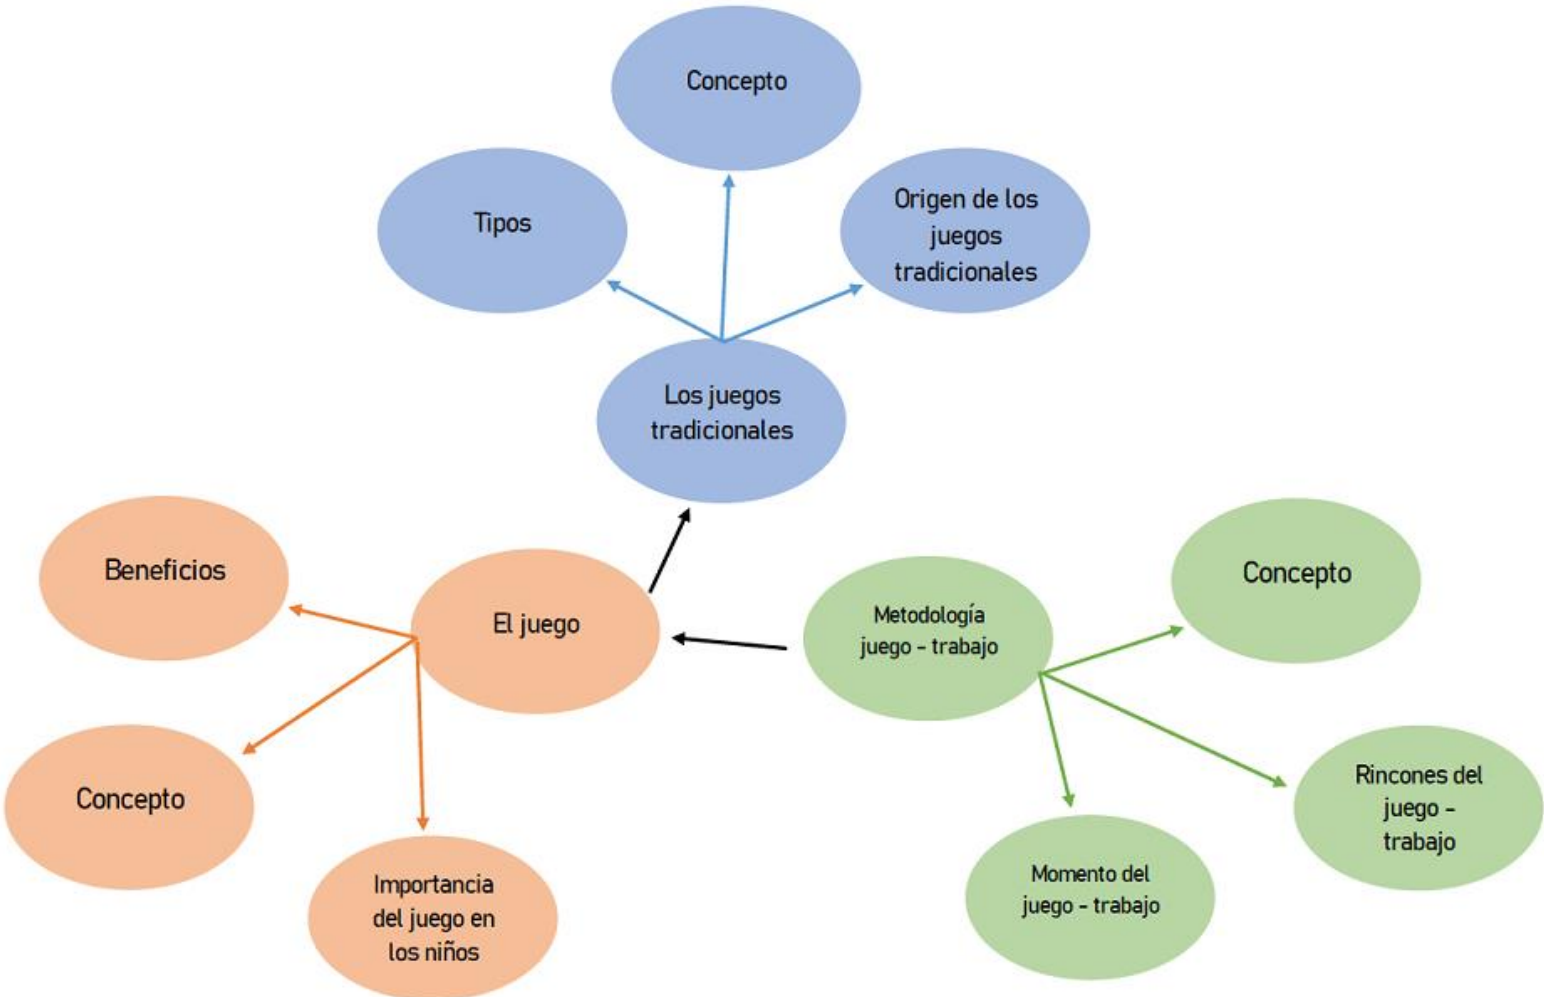 Concepto
Tipos
Origen de los
juegos
tradicionales
Los juegos
tradicionales
Beneficios
El juego
Metodología
juego - trabajo
Concepto
Concepto
Rincones del
juego -
trabajo
Importancia
del juego en
los niños
Momento del
juego - trabajo